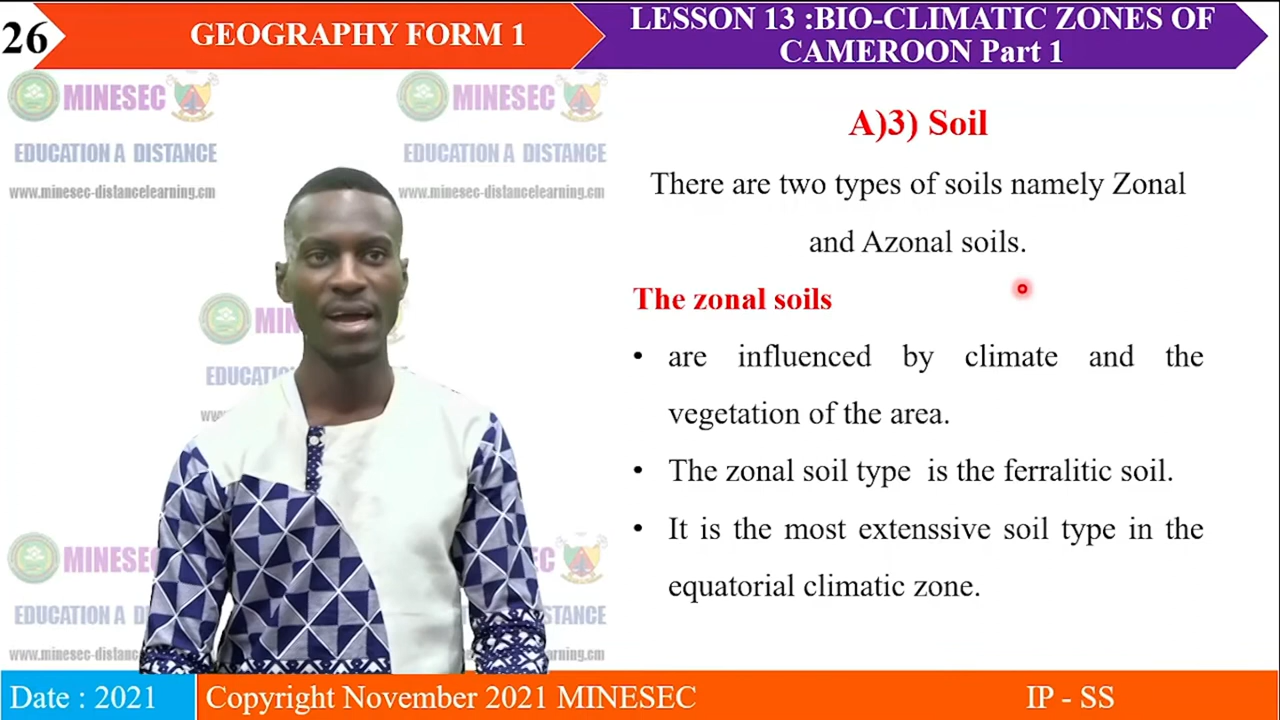 26
GEOGRAPHY FORM 1
LESSON 13 :BIO-CLIMATIC ZONES OF
CAMEROON Part 1
MINESEC
EDUCATION A DISTANCE
www.minesec-distancelearning.cm
MINESEC
EDUCATION A DISTANCE
www.minesec-distancelearning.cm
A)3) Soil
There are two types of soils namely Zonal
and Azonal soils.
The zonal soils
• are influenced by climate and the
vegetation of the area.
• The zonal soil type is the ferralitic soil.
• It is the most extenssive soil type in the
equatorial climatic zone.
MINESEC
EDUCATION A D
www.minesec-distanc
STANCE
rning.cm
Date : 2021
Copyright November 2021 MINESEC
IP - SS